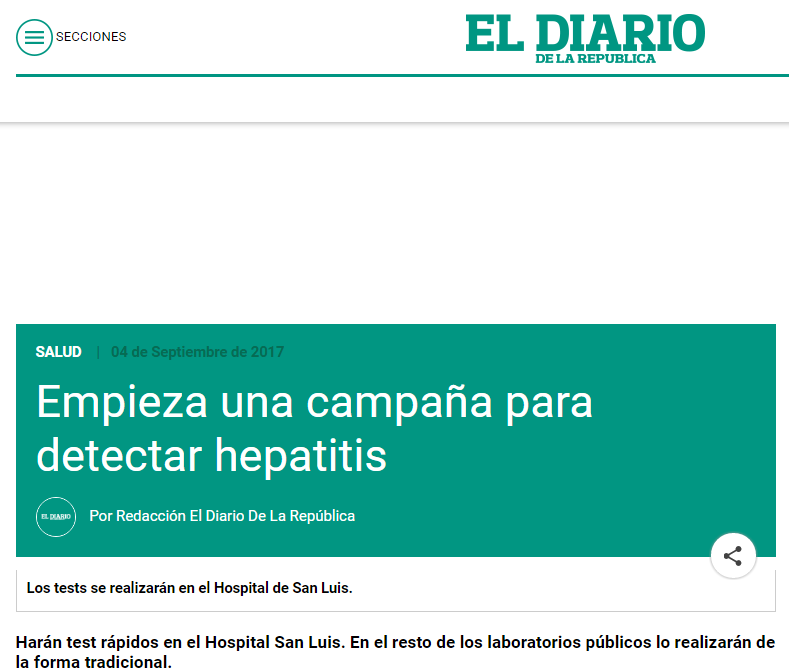 SECCIONES
EL DIARIO
DE LA REPUBLICA
SALUD | 04 de Septiembre de 2017
Empieza una campaña para
detectar hepatitis
EL DIARIO
Por Redacción El Diario De La República
Los tests se realizarán en el Hospital de San Luis.
Harán test rápidos en el Hospital San Luis. En el resto de los laboratorios públicos lo realizarán de
la forma tradicional.